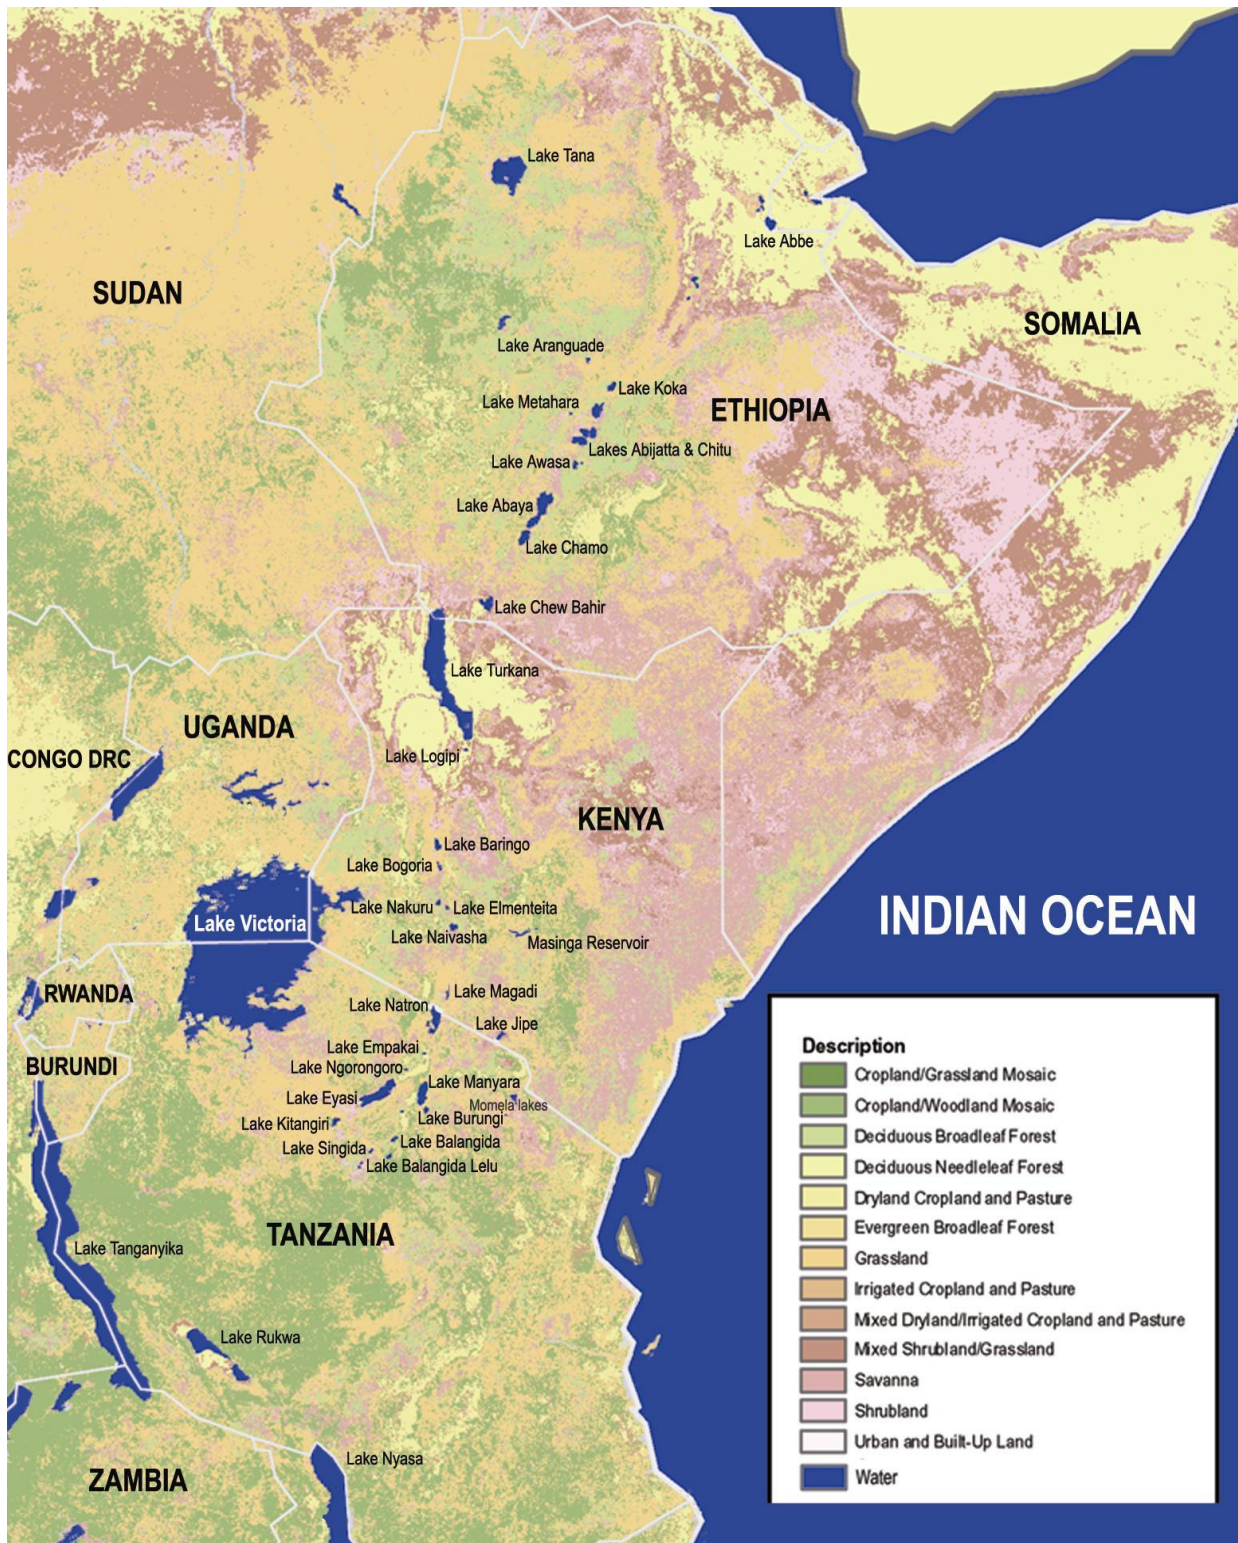 Lake Tana
Lake Abbe
SUDAN
SOMALIA
Lake Aranguade
Lake Koka
Lake Metahara
ETHIOPIA
Lakes Abijatta & Chitu
Lake Awasa
Lake Abaya
Lake Chamo
Lake Chew Bahir
Lake Turkana
UGANDA
CONGO DRC
Lake Logipi
KENYA
Lake Baringo
Lake Bogoria
Lake Nakuru
Lake Elmenteita
Lake Victoria
INDIAN OCEAN
Lake Naivasha
Masinga Reservoir
RWANDA
Lake Magadi
Lake Natron
Lake Jipe
Lake Empakai
BURUNDI
Lake Ngorongoro
Lake Manyara
Lake Eyasi
Momela lakes
Lake Burungi
Lake Kitangiri
Lake Balangida
Lake Singida
Lake Balangida Lelu
TANZANIA
Lake Tanganyika
Lake Rukwa
Lake Nyasa
ZAMBIA
Description
Cropland/Grassland Mosaic
Cropland/Woodland Mosaic
Deciduous Broadleaf Forest
Deciduous Needleleaf Forest
Dryland Cropland and Pasture
Evergreen Broadleaf Forest
Grassland
Irrigated Cropland and Pasture
Mixed Dryland/Irrigated Cropland and Pasture
Mixed Shrubland/Grassland
Savanna
Shrubland
Urban and Built-Up Land
Water